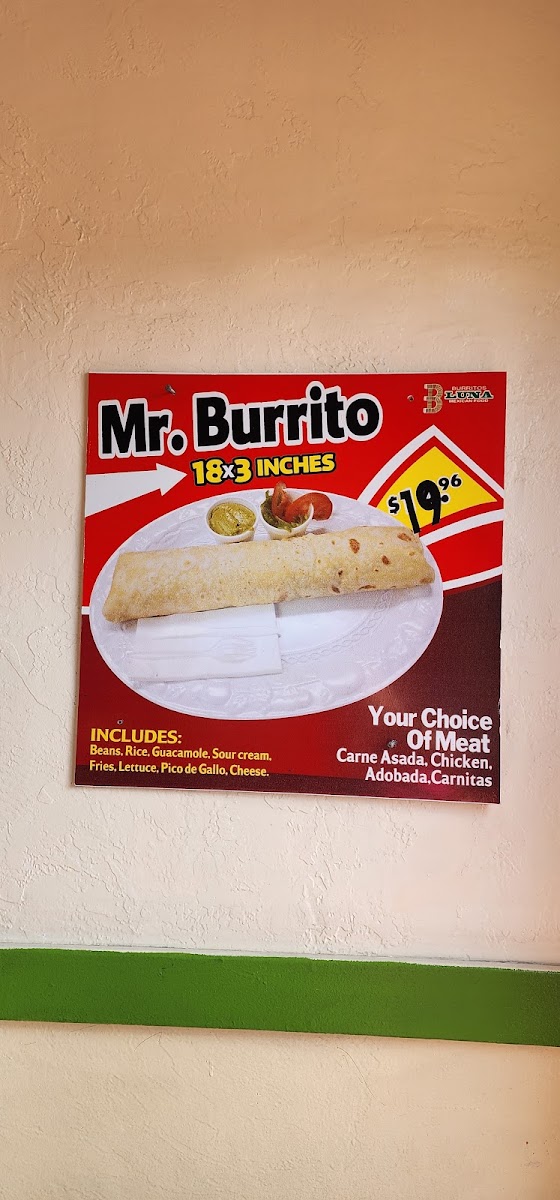 Mr. Burrito
BURRITOS
LUNA
MEXICAN FOOD
18x3 INCHES
$19.96
INCLUDES:
Beans, Rice, Guacamole, Sour cream,
Fries, Lettuce, Pico de Gallo, Cheese.
Your Choice
Of Meat
Carne Asada, Chicken,
Adobada,Carnitas